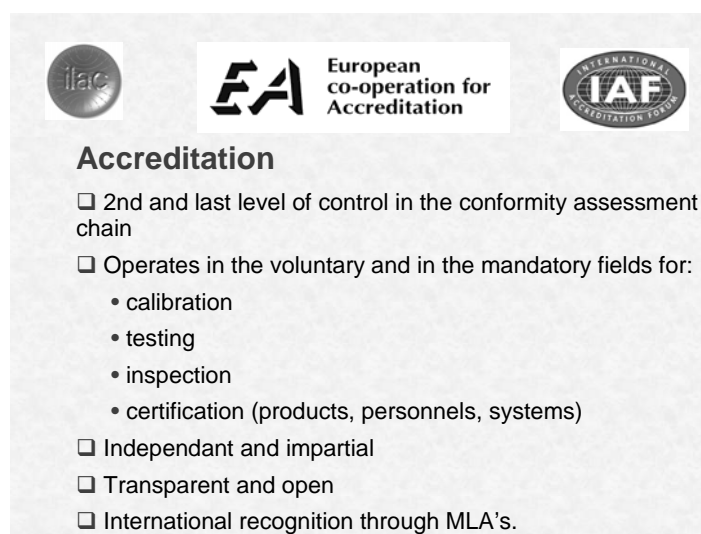 ilac
EA
European
co-operation for
Accreditation
INTERNATIONAL
IAF
ACCREDITATION FORUM
Accreditation
❑ 2nd and last level of control in the conformity assessment
chain
❑ Operates in the voluntary and in the mandatory fields for:
• calibration
• testing
• inspection
• certification (products, personnels, systems)
❑ Independant and impartial
❑ Transparent and open
❑ International recognition through MLA's.